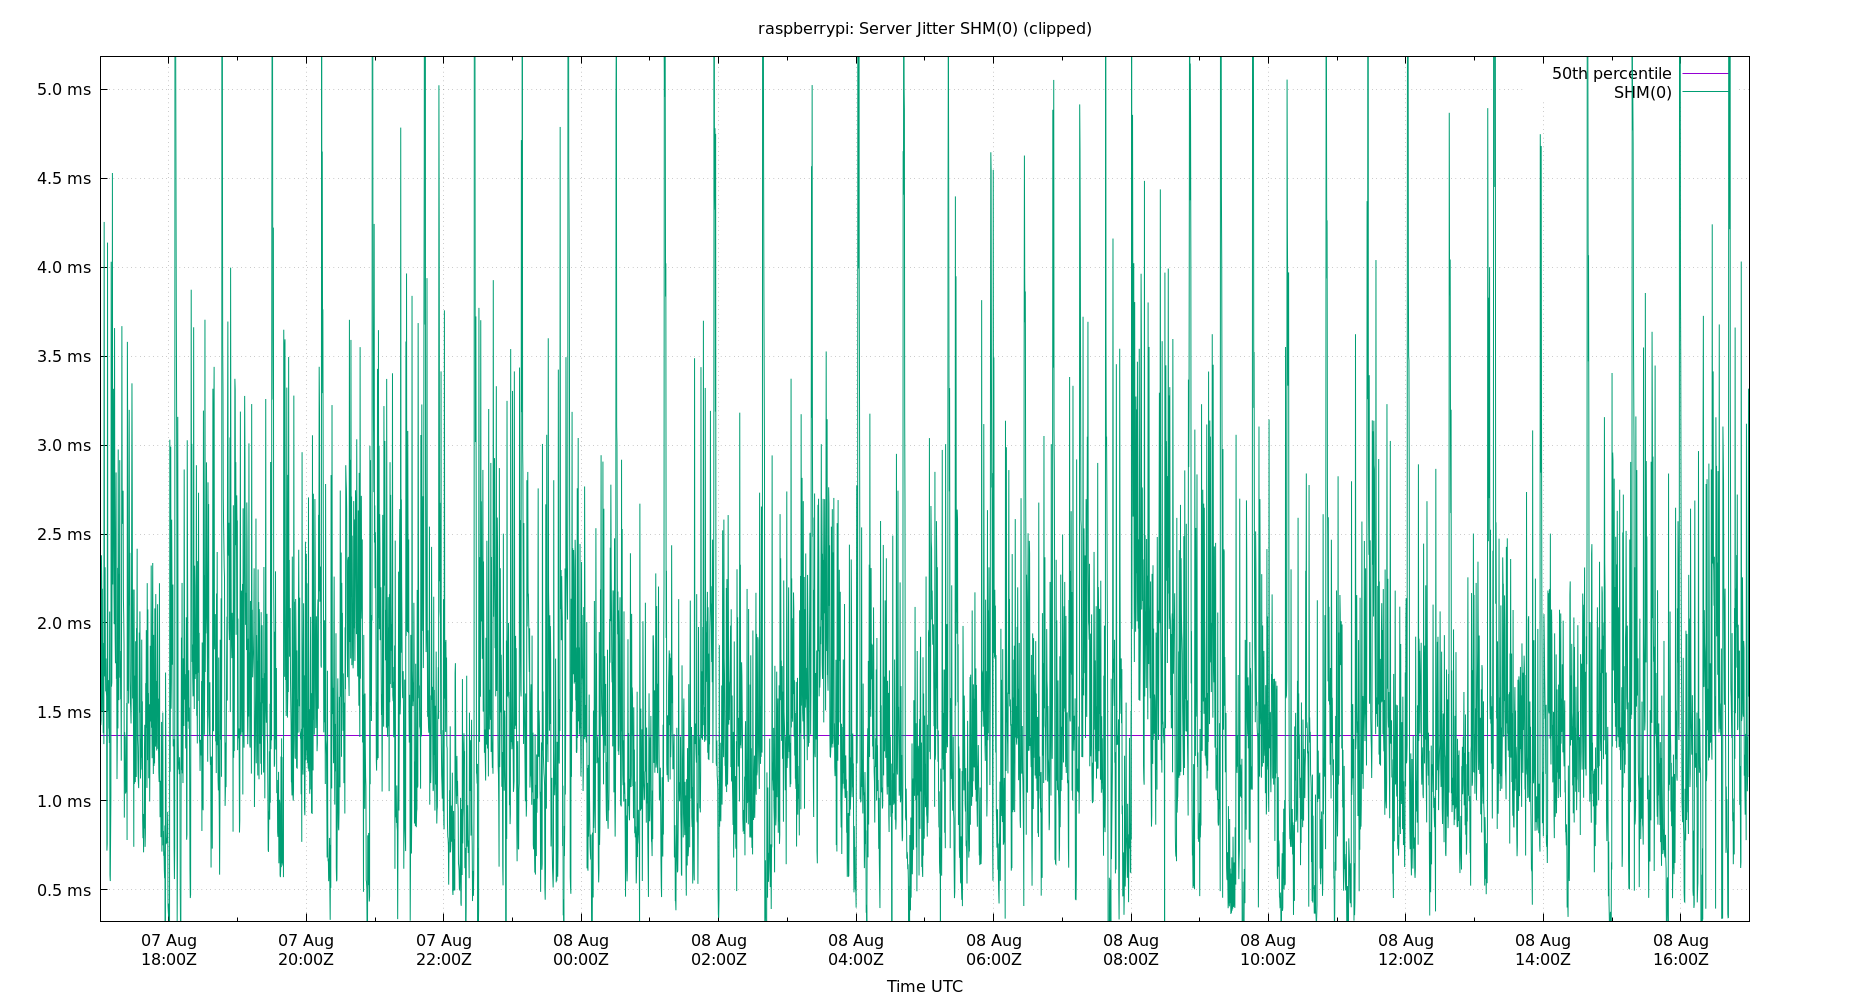 raspberrypi: Server Jitter SHM(0) (clipped)
50th percentile
SHM(0)
5.0 ms
4.5 ms
4.0 ms
3.5 ms
3.0 ms
2.5 ms
2.0 ms
1.5 ms
1.0 ms
0.5 ms
07 Aug 07 Aug 07 Aug 08 Aug 08 Aug 08 Aug 08 Aug 08 Aug 08 Aug 08 Aug 08 Aug 08 Aug
18:00Z 20:00Z 22:00Z 00:00Z 02:00Z 04:00Z 06:00Z 08:00Z 10:00Z 12:00Z 14:00Z 16:00Z
Time UTC